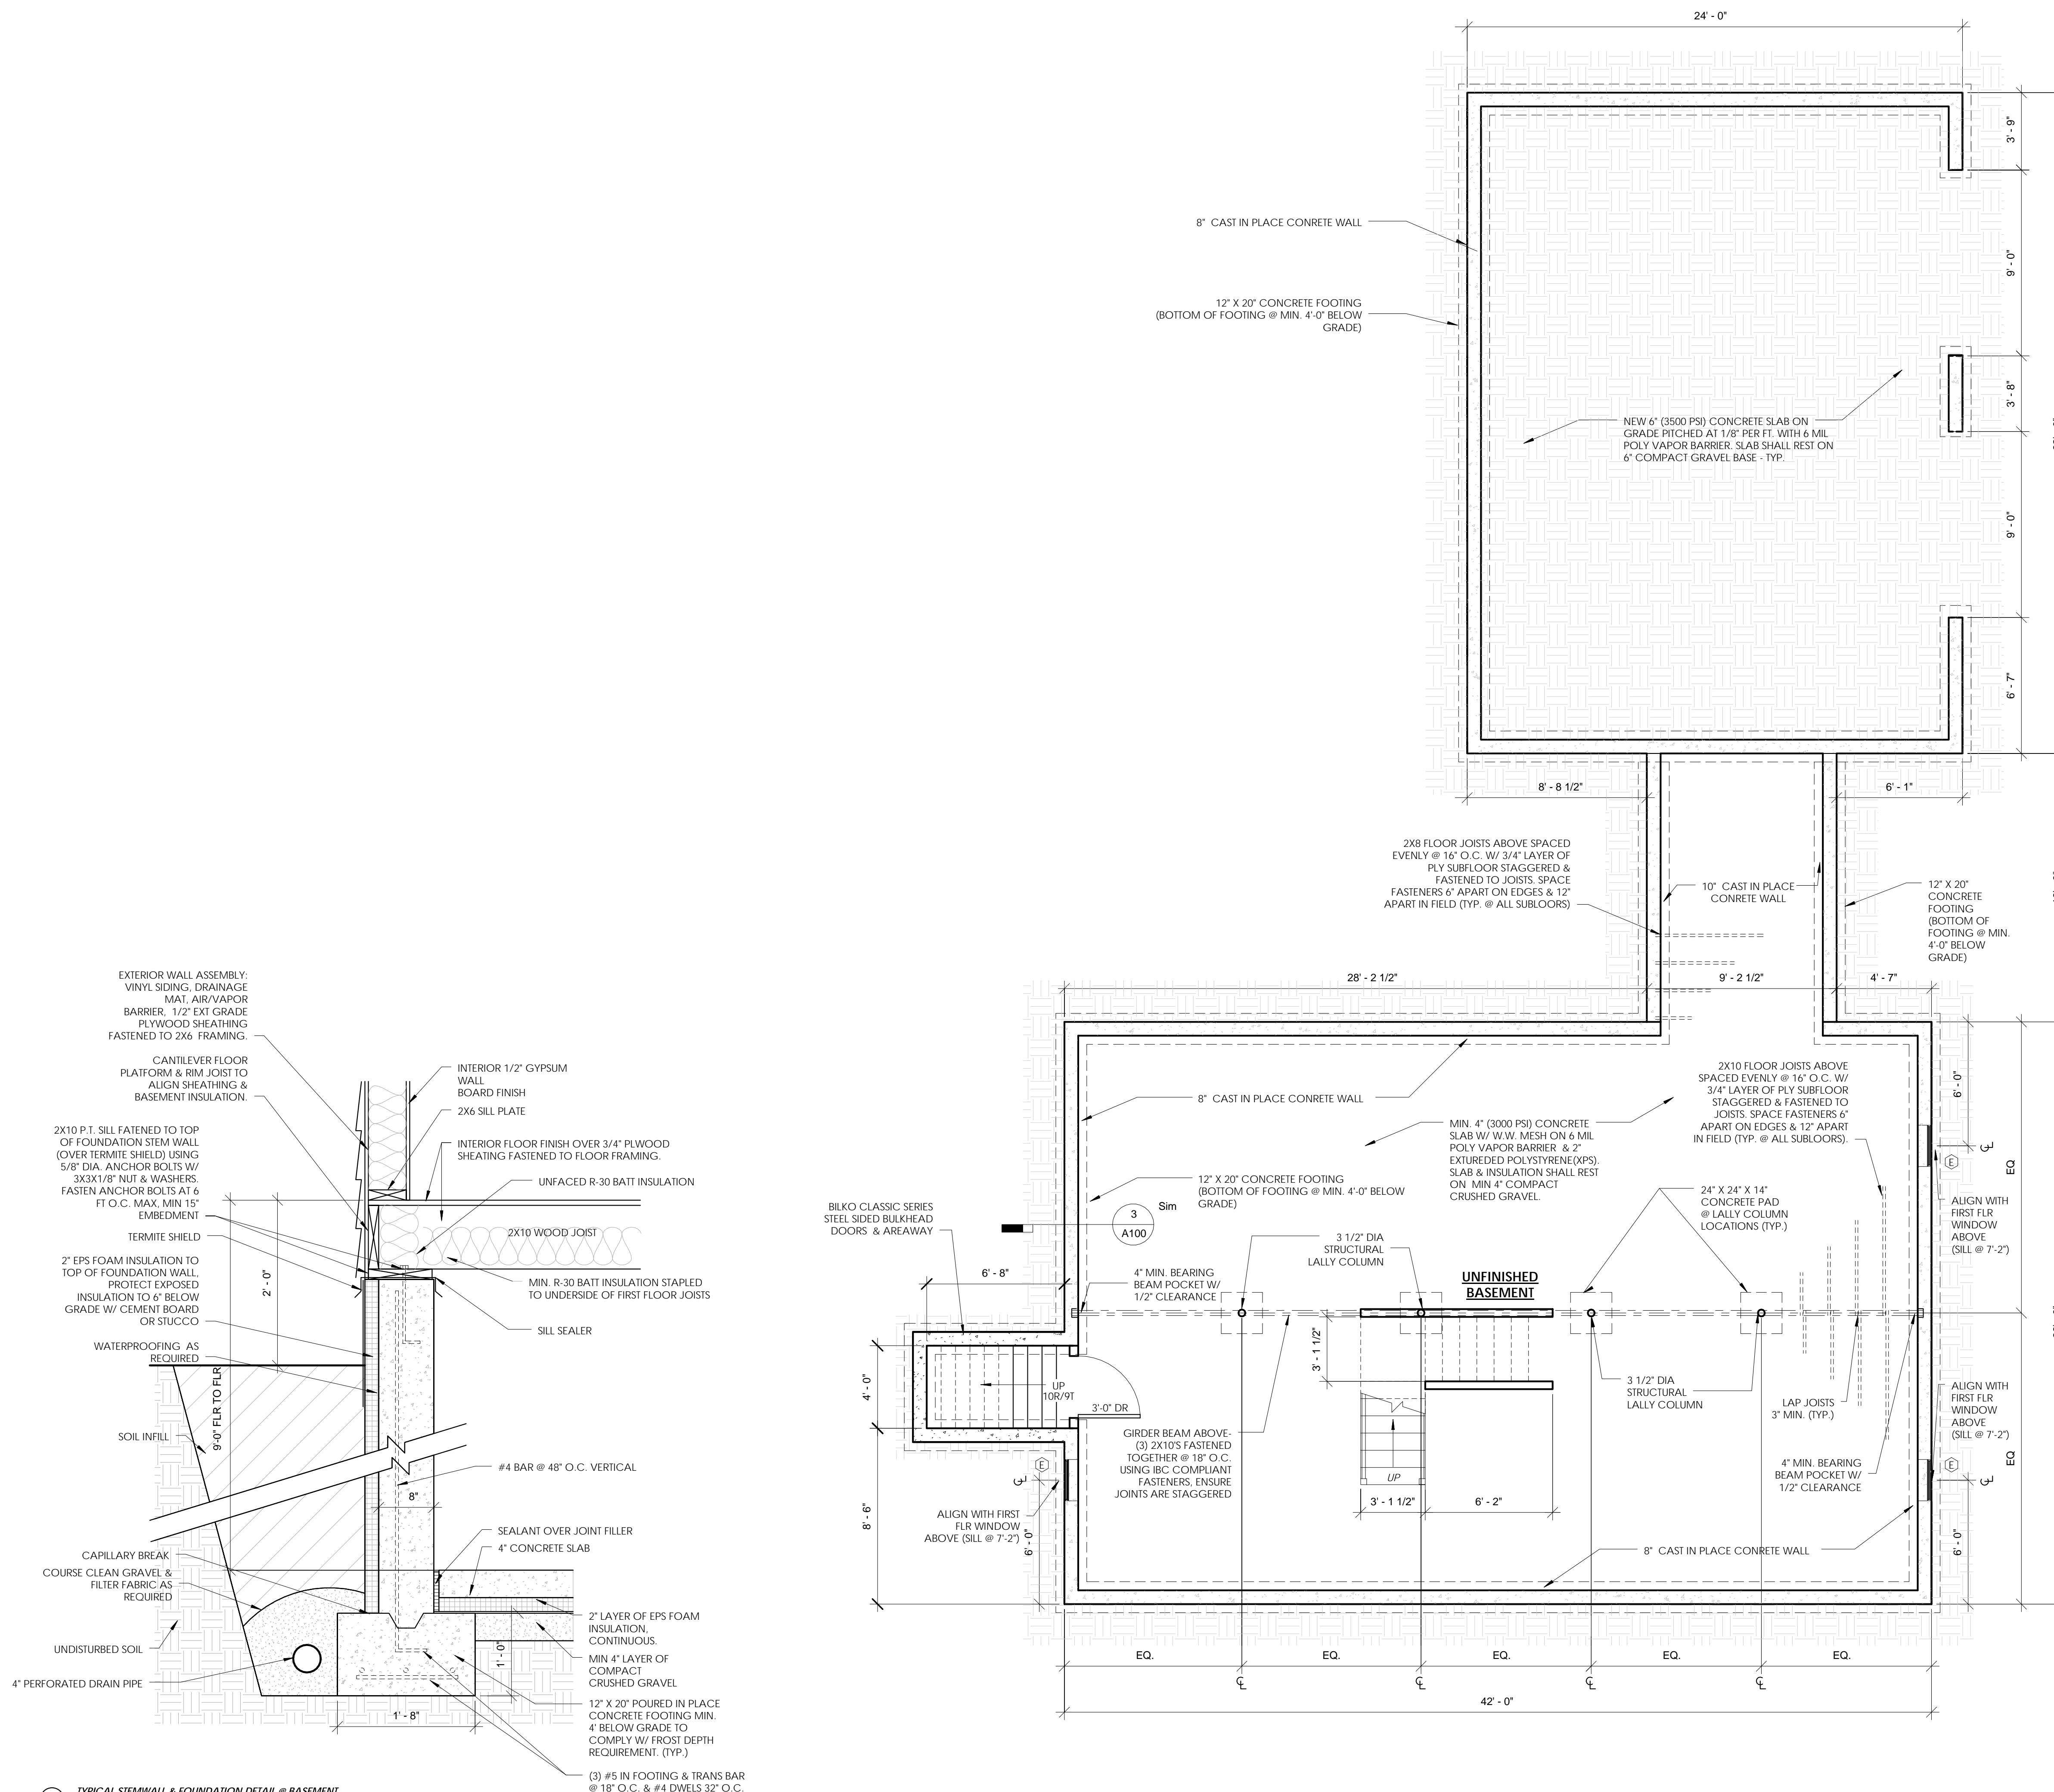 24' - 0"
3' - 9"
9' - 0"
3' - 8"
9' - 0"
6' - 7"
8" CAST IN PLACE CONRETE WALL
12" X 20" CONCRETE FOOTING
(BOTTOM OF FOOTING @ MIN. 4'-0" BELOW
GRADE)
NEW 6" (3500 PSI) CONCRETE SLAB ON
GRADE PITCHED AT 1/8" PER FT. WITH 6 MIL
POLY VAPOR BARRIER. SLAB SHALL REST ON
6" COMPACT GRAVEL BASE - TYP.
8' - 8 1/2"
6' - 1"
2X8 FLOOR JOISTS ABOVE SPACED
EVENLY @ 16" O.C. W/ 3/4" LAYER OF
PLY SUBFLOOR STAGGERED &
FASTENED TO JOISTS. SPACE
FASTENERS 6" APART ON EDGES & 12"
APART IN FIELD (TYP. @ ALL SUBLOORS)
10" CAST IN PLACE
CONRETE WALL
12" X 20"
CONCRETE
FOOTING
(BOTTOM OF
FOOTING @ MIN.
4'-0" BELOW
GRADE)
28' - 2 1/2"
9' - 2 1/2"
4' - 7"
8" CAST IN PLACE CONRETE WALL
12" X 20" CONCRETE FOOTING
(BOTTOM OF FOOTING @ MIN. 4'-0" BELOW
GRADE)
MIN. 4" (3000 PSI) CONCRETE
SLAB W/ W.W. MESH ON 6 MIL
POLY VAPOR BARRIER & 2"
EXTUREDED POLYSTYRENE(XPS).
SLAB & INSULATION SHALL REST
ON MIN 4" COMPACT
CRUSHED GRAVEL.
2X10 FLOOR JOISTS ABOVE
SPACED EVENLY @ 16" O.C. W/
3/4" LAYER OF PLY SUBFLOOR
STAGGERED & FASTENED TO
JOISTS. SPACE FASTENERS 6"
APART ON EDGES & 12" APART
IN FIELD (TYP. @ ALL SUBLOORS).
6' - 0"
E
EQ
ALIGN WITH
FIRST FLR
WINDOW
ABOVE
(SILL @ 7'-2")
24" X 24" X 14"
CONCRETE PAD
@ LALLY COLUMN
LOCATIONS (TYP.)
3
A100
Sim
BILKO CLASSIC SERIES
STEEL SIDED BULKHEAD
DOORS & AREAWAY
6' - 8"
4" MIN. BEARING
BEAM POCKET W/
1/2" CLEARANCE
3 1/2" DIA
STRUCTURAL
LALLY COLUMN
UNFINISHED
BASEMENT
3' - 1 1/2"
4' - 0"
UP
10R/9T
3'-0" DR
8' - 6"
GIRDER BEAM ABOVE-
(3) 2X10'S FASTENED
TOGETHER @ 18" O.C.
USING IBC COMPLIANT
FASTENERS, ENSURE
JOINTS ARE STAGGERED
UP
3' - 1 1/2"
6' - 2"
3 1/2" DIA
STRUCTURAL
LALLY COLUMN
LAP JOISTS
3" MIN. (TYP.)
4" MIN. BEARING
BEAM POCKET W/
1/2" CLEARANCE
ALIGN WITH
FIRST FLR
WINDOW
ABOVE
(SILL @ 7'-2")
EQ
E
6' - 0"
E
ALIGN WITH FIRST
FLR WINDOW
ABOVE (SILL @ 7'-2")
6' - 0"
8" CAST IN PLACE CONRETE WALL
EQ.
EQ.
EQ.
EQ.
EQ.
42' - 0"
EXTERIOR WALL ASSEMBLY:
VINYL SIDING, DRAINAGE
MAT, AIR/VAPOR
BARRIER, 1/2" EXT GRADE
PLYWOOD SHEATHING
FASTENED TO 2X6 FRAMING.
CANTILEVER FLOOR
PLATFORM & RIM JOIST TO
ALIGN SHEATHING &
BASEMENT INSULATION.
2X10 P.T. SILL FATENED TO TOP
OF FOUNDATION STEM WALL
(OVER TERMITE SHIELD) USING
5/8" DIA. ANCHOR BOLTS W/
3X3X1/8" NUT & WASHERS.
FASTEN ANCHOR BOLTS AT 6
FT O.C. MAX, MIN 15"
EMBEDMENT
TERMITE SHIELD
2" EPS FOAM INSULATION TO
TOP OF FOUNDATION WALL,
PROTECT EXPOSED
INSULATION TO 6" BELOW
GRADE W/ CEMENT BOARD
OR STUCCO
WATERPROOFING AS
REQUIRED
SOIL INFILL
CAPILLARY BREAK
COURSE CLEAN GRAVEL &
FILTER FABRIC AS
REQUIRED
UNDISTURBED SOIL
4" PERFORATED DRAIN PIPE
9'-0" FLR TO FLR
2' - 0"
INTERIOR 1/2" GYPSUM
WALL
BOARD FINISH
2X6 SILL PLATE
INTERIOR FLOOR FINISH OVER 3/4" PLWOOD
SHEATING FASTENED TO FLOOR FRAMING.
UNFACED R-30 BATT INSULATION
2X10 WOOD JOIST
MIN. R-30 BATT INSULATION STAPLED
TO UNDERSIDE OF FIRST FLOOR JOISTS
SILL SEALER
#4 BAR @ 48" O.C. VERTICAL
8"
SEALANT OVER JOINT FILLER
4" CONCRETE SLAB
2" LAYER OF EPS FOAM
INSULATION,
CONTINUOUS.
MIN 4" LAYER OF
COMPACT
CRUSHED GRAVEL
1' - 0"
12" X 20" POURED IN PLACE
CONCRETE FOOTING MIN.
4' BELOW GRADE TO
COMPLY W/ FROST DEPTH
REQUIREMENT. (TYP.)
1' - 8"
(3) #5 IN FOOTING & TRANS BAR
@ 18" O.C. & #4 DWELS 32" O.C.
TYPICAL STEMWALL & FOUNDATION DETAIL @ BASEMENT